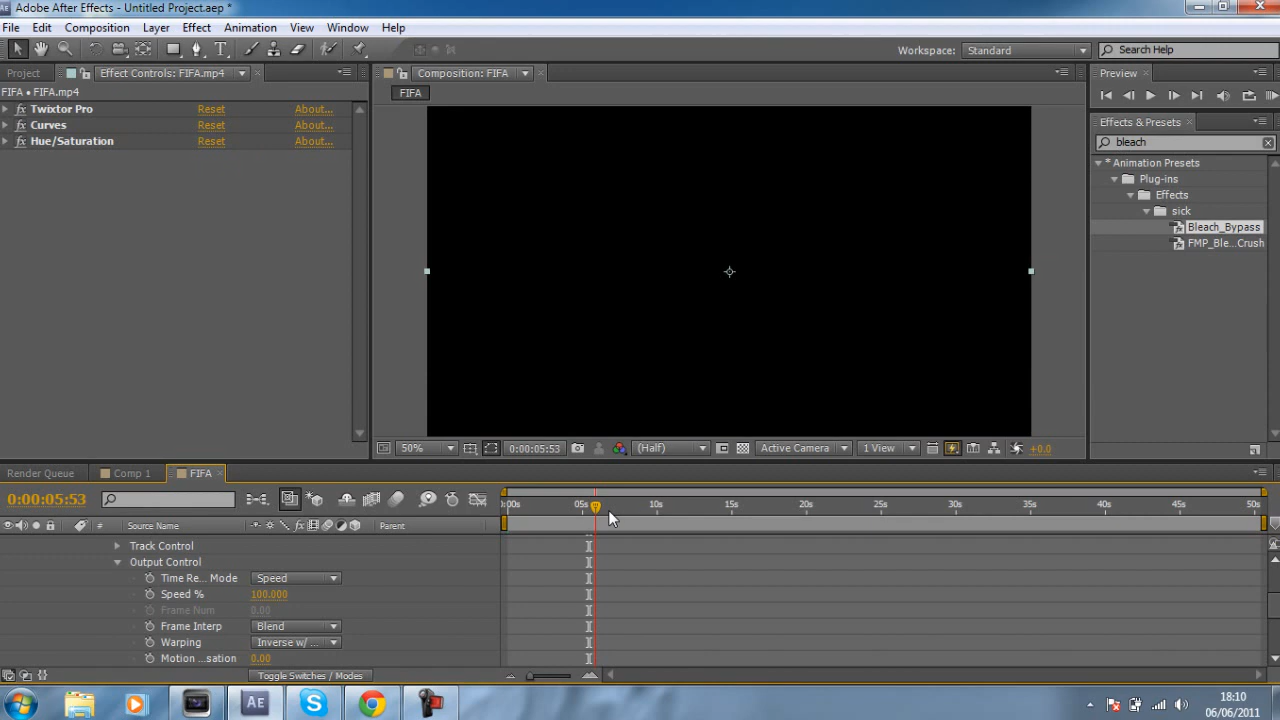 Adobe After Effects - Untitled Project.aep *
File Edit Composition Layer Effect Animation View Window Help
Workspace: Standard Search Help
Project Effect Controls: FIFA.mp4 Composition: FIFA Preview
FIFA • FIFA.mp4 FIFA
Twixtor Pro Reset About...
Curves Reset About...
Hue/Saturation Reset About...
Effects & Presets
bleach
* Animation Presets
Plug-ins
Effects
sick
Bleach_Bypass
FMP_Ble...Crush
50% 0:00:05:53 (Half) Active Camera 1 View +0.0
Render Queue Comp 1 FIFA
0:00:05:53 0:00s 05s 10s 15s 20s 25s 30s 35s 40s 45s 50s
# Source Name Parent
Track Control
Output Control
Time Re... Mode Speed
Speed % 100.000
Frame Num 0.00
Frame Interp Blend
Warping Inverse w/ ...
Motion ...sation 0.00
Toggle Switches / Modes
18:10
06/06/2011